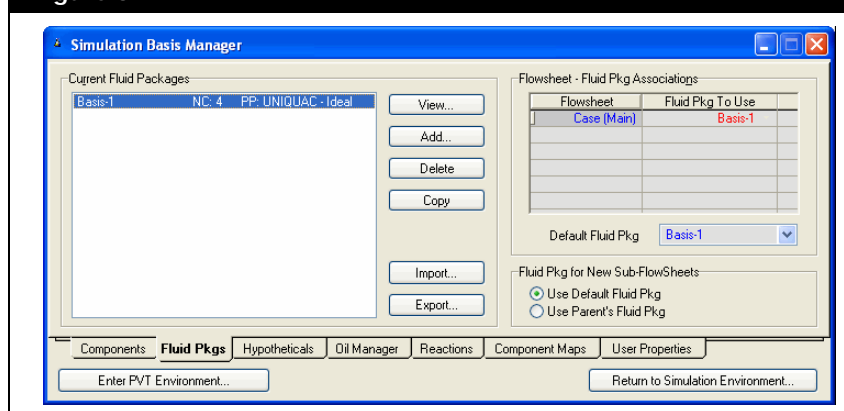 Simulation Basis Manager
Current Fluid Packages
Basis-1 NC: 4 PP: UNIQUAC - Ideal
View...
Add...
Delete
Copy
Import...
Export...
Flowsheet - Fluid Pkg Associations
Flowsheet Fluid Pkg To Use
Case (Main) Basis-1
Default Fluid Pkg Basis-1
Fluid Pkg for New Sub-FlowSheets
Use Default Fluid Pkg
Use Parent's Fluid Pkg
Components Fluid Pkgs Hypotheticals Oil Manager Reactions Component Maps User Properties
Enter PVT Environment... Return to Simulation Environment...